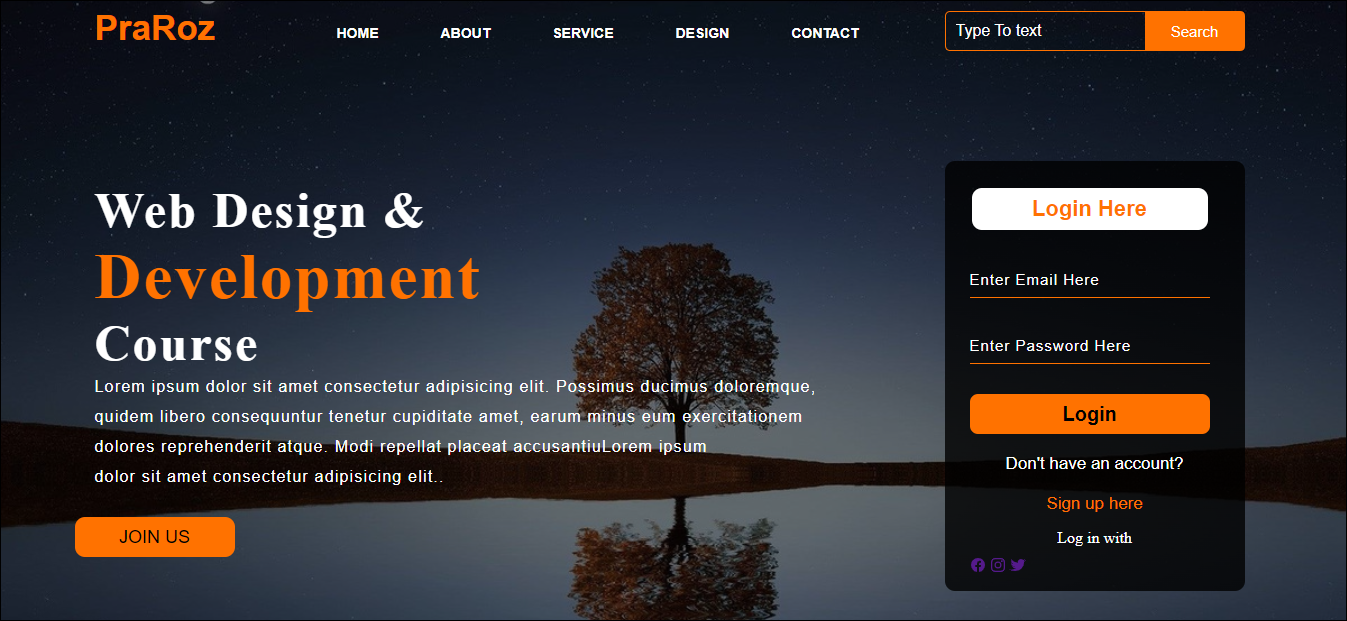 PraRoz
HOME
ABOUT
SERVICE
DESIGN
CONTACT
Type To text
Search
Web Design &
Development
Course
Lorem ipsum dolor sit amet consectetur adipisicing elit. Possimus ducimus doloremque,
quidem libero consequuntur tenetur cupiditate amet, earum minus eum exercitationem
dolores reprehenderit atque. Modi repellat placeat accusantiuLorem ipsum
dolor sit amet consectetur adipisicing elit..
JOIN US
Login Here
Enter Email Here
Enter Password Here
Login
Don't have an account?
Sign up here
Log in with